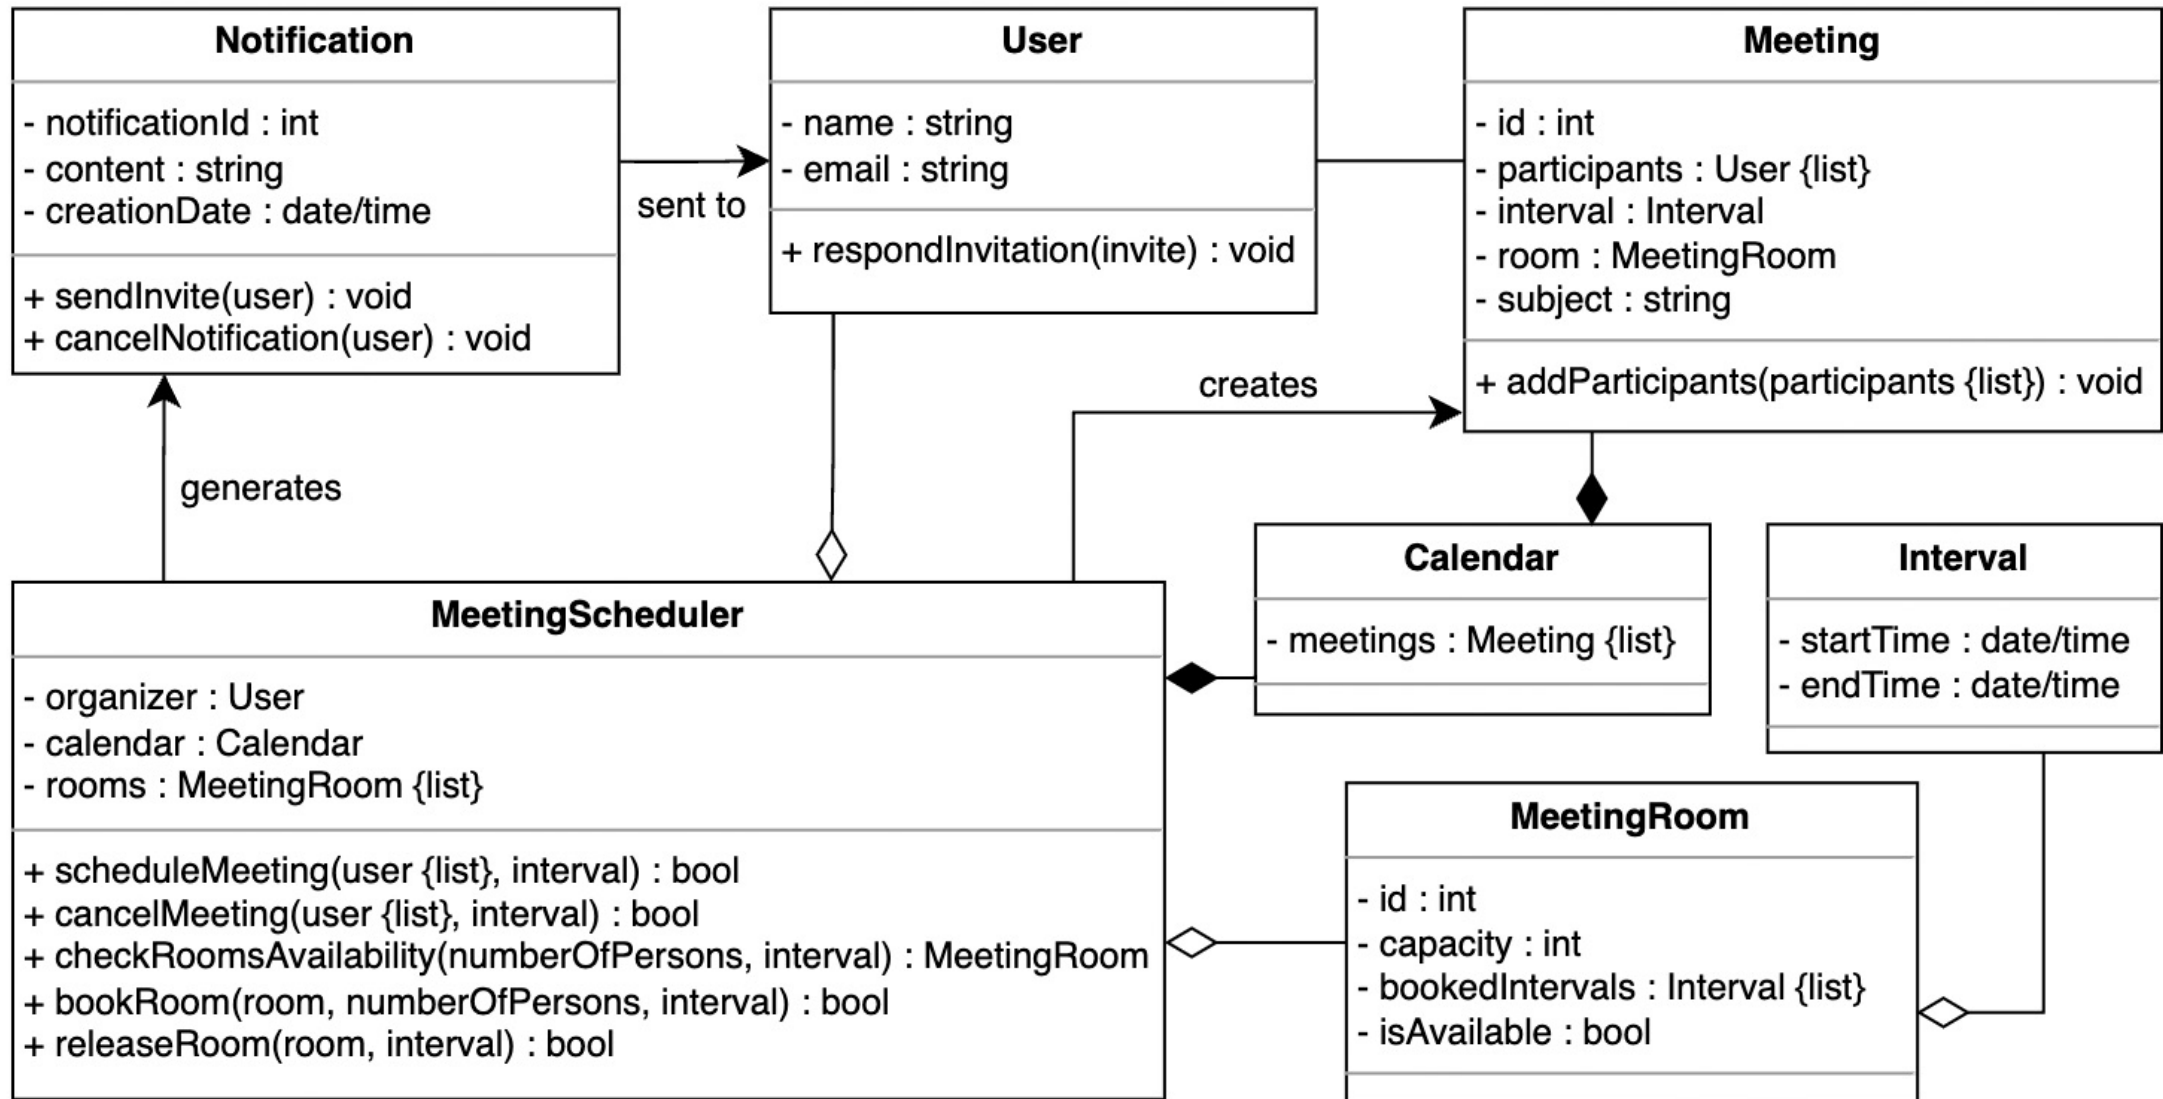 Notification
- notificationId : int
- content : string
- creationDate : date/time
+ sendInvite(user) : void
+ cancelNotification(user) : void
sent to
User
- name : string
- email : string
+ respondInvitation(invite) : void
Meeting
- id : int
- participants : User {list}
- interval : Interval
- room : MeetingRoom
- subject : string
+ addParticipants(participants {list}) : void
generates
creates
MeetingScheduler
- organizer : User
- calendar : Calendar
- rooms : MeetingRoom {list}
+ scheduleMeeting(user {list}, interval) : bool
+ cancelMeeting(user {list}, interval) : bool
+ checkRoomsAvailability(numberOfPersons, interval) : MeetingRoom
+ bookRoom(room, numberOfPersons, interval) : bool
+ releaseRoom(room, interval) : bool
Calendar
- meetings : Meeting {list}
Interval
- startTime : date/time
- endTime : date/time
MeetingRoom
- id : int
- capacity : int
- bookedIntervals : Interval {list}
- isAvailable : bool